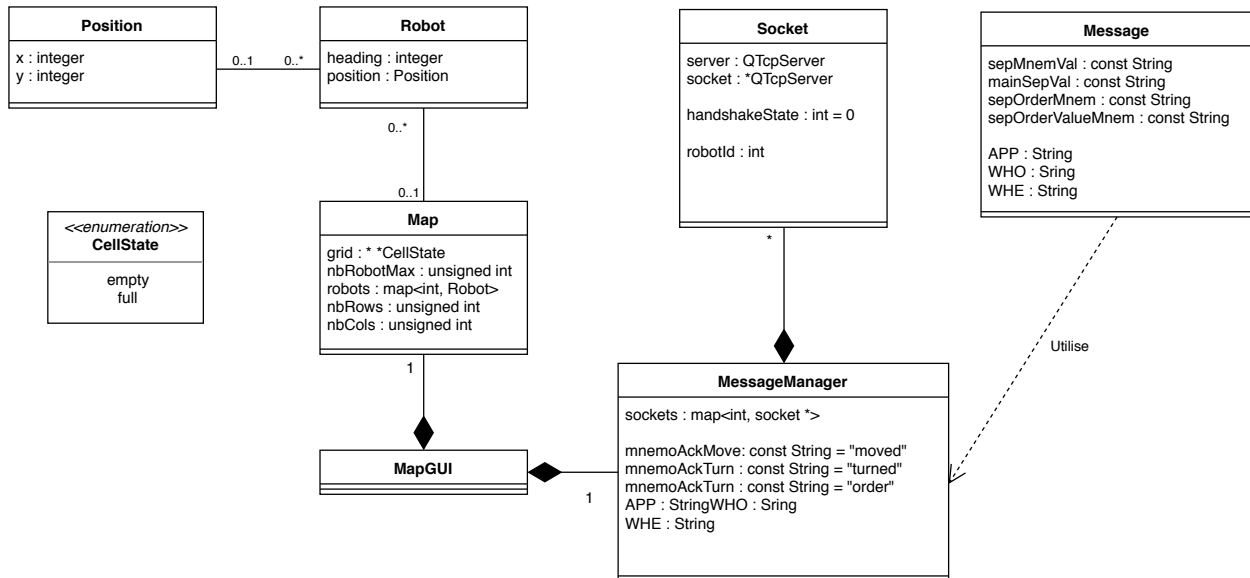 Position
x : integer
y : integer
0..1
0..*
Robot
heading : integer
position : Position
0..*
0..1
Socket
server : QTcpServer
socket : *QTcpServer
handshakeState : int = 0
robotId : int
*
Message
sepMnemVal : const String
mainSepVal : const String
sepOrderMnem : const String
sepOrderValueMnem : const String
APP : String
WHO : Sring
WHE : String
<<enumeration>>
CellState
empty
full
Map
grid : * *CellState
nbRobotMax : unsigned int
robots : map<int, Robot>
nbRows : unsigned int
nbCols : unsigned int
1
MapGUI
1
Utilise
MessageManager
sockets : map<int, socket *>
mnemoAckMove: const String = "moved"
mnemoAckTurn : const String = "turned"
mnemoAckTurn : const String = "order"
APP : StringWHO : Sring
WHE : String